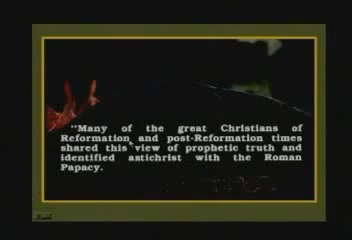 "Many of the great Christians of
Reformation and post-Reformation times
shared this view of prophetic truth and
identified antichrist with the Roman
Papacy.